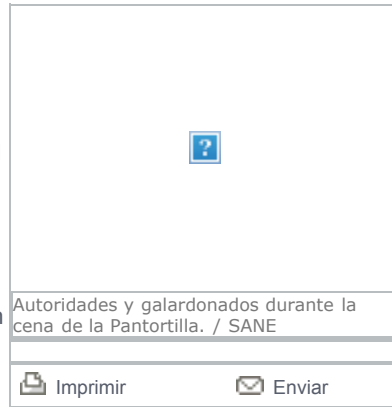 Autoridades y galardonados durante la
cena de la Pantortilla. / SANE
Imprimir Enviar